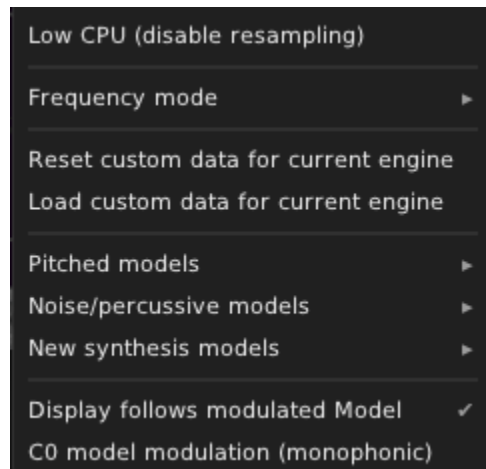 Low CPU (disable resampling)
Frequency mode
Reset custom data for current engine
Load custom data for current engine
Pitched models
Noise/percussive models
New synthesis models
Display follows modulated Model ✔
C0 model modulation (monophonic)